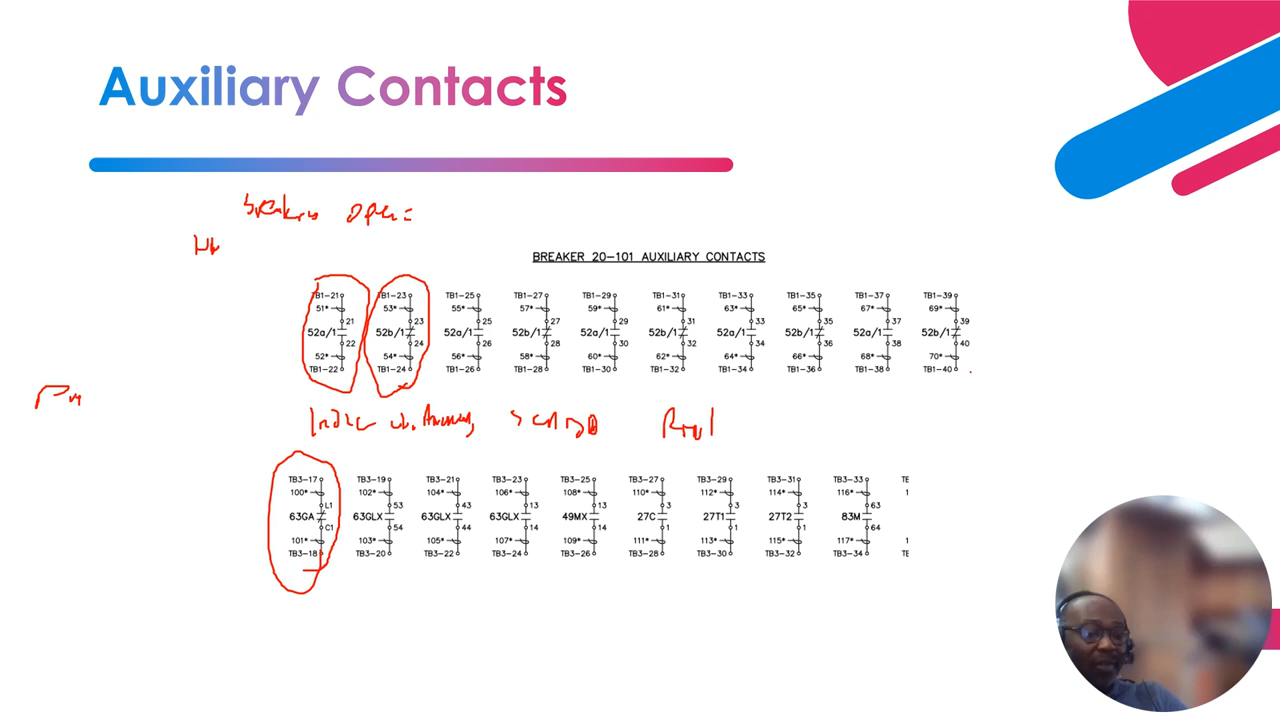 Auxiliary Contacts
BREAKER 20-101 AUXILIARY CONTACTS
TB1-21 TB1-23 TB1-25 TB1-27 TB1-29 TB1-31 TB1-33 TB1-35 TB1-37 TB1-39
51* 53* 55* 57* 59* 61* 63* 65* 67* 69*
21 23 25 27 29 31 33 35 37 39
52a/1 52b/1 52a/1 52b/1 52a/1 52b/1 52a/1 52b/1 52a/1 52b/1
22 24 26 28 30 32 34 36 38 40
52* 54* 56* 58* 60* 62* 64* 66* 68* 70*
TB1-22 TB1-24 TB1-26 TB1-28 TB1-30 TB1-32 TB1-34 TB1-36 TB1-38 TB1-40
TB3-17 TB3-19 TB3-21 TB3-23 TB3-25 TB3-27 TB3-29 TB3-31 TB3-33
100* 102* 104* 106* 108* 110* 112* 114* 116*
L1 53 43 13 13 3 3 3 63
63GA 63GLX 63GLX 63GLX 49MX 27C 27T1 27T2 83M
C1 54 44 14 14 1 1 1 64
101* 103* 105* 107* 109* 111* 113* 115* 117*
TB3-18 TB3-20 TB3-22 TB3-24 TB3-26 TB3-28 TB3-30 TB3-32 TB3-34